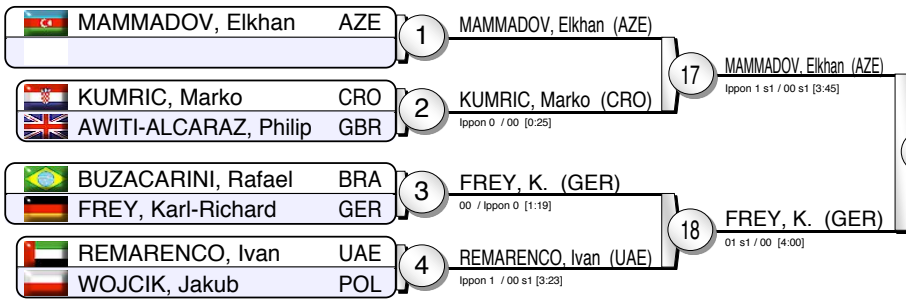 MAMMADOV, Elkhan AZE
1
MAMMADOV, Elkhan (AZE)
17
MAMMADOV, Elkhan (AZE)
Ippon 1 s1 / 00 s1 [3:45]
KUMRIC, Marko CRO
AWITI-ALCARAZ, Philip GBR
2
KUMRIC, Marko (CRO)
Ippon 0 / 00 [0:25]
BUZACARINI, Rafael BRA
FREY, Karl-Richard GER
3
FREY, K. (GER)
00 / Ippon 0 [1:19]
18
FREY, K. (GER)
01 s1 / 00 [4:00]
REMARENCO, Ivan UAE
WOJCIK, Jakub POL
4
REMARENCO, Ivan (UAE)
Ippon 1 / 00 s1 [3:23]